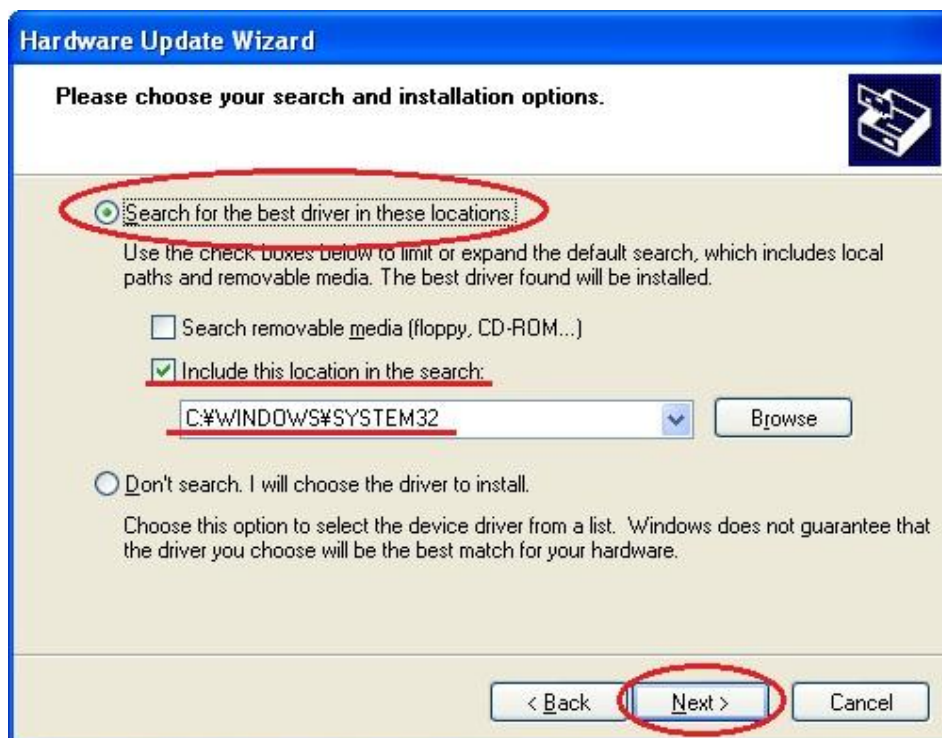 Hardware Update Wizard
Please choose your search and installation options.
Search for the best driver in these locations.
Use the check boxes below to limit or expand the default search, which includes local
paths and removable media. The best driver found will be installed.
Search removable media (floppy, CD-ROM...)
Include this location in the search:
C:¥WINDOWS¥SYSTEM32
Browse
Don't search. I will choose the driver to install.
Choose this option to select the device driver from a list. Windows does not guarantee that
the driver you choose will be the best match for your hardware.
< Back
Next >
Cancel